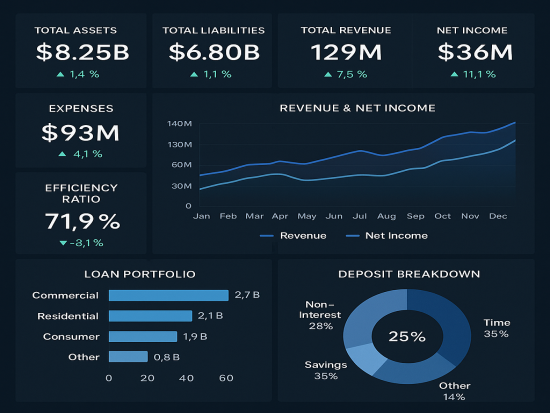 TOTAL ASSETS
$8.25B
▲ 1,4 %
TOTAL LIABILITIES
$6.80B
▲ 1,1 %
TOTAL REVENUE
129M
▲ 7,5 %
NET INCOME
$36M
▲ 11,1 %
EXPENSES
$93M
▲ 4,1 %
EFFICIENCY
RATIO
71,9 %
▼ -3,1 %
REVENUE & NET INCOME
140M
130M
60M
30M
0
Jan Feb Mar Apr May Jun Jul Aug Sep Oct Nov Dec
Revenue Net Income
LOAN PORTFOLIO
Commercial 2,7 B
Residential 2,1 B
Consumer 1,9 B
Other 0,8 B
0 20 40 60
DEPOSIT BREAKDOWN
Non–
Interest
28%
25%
Time
35%
Savings
35%
Other
14%